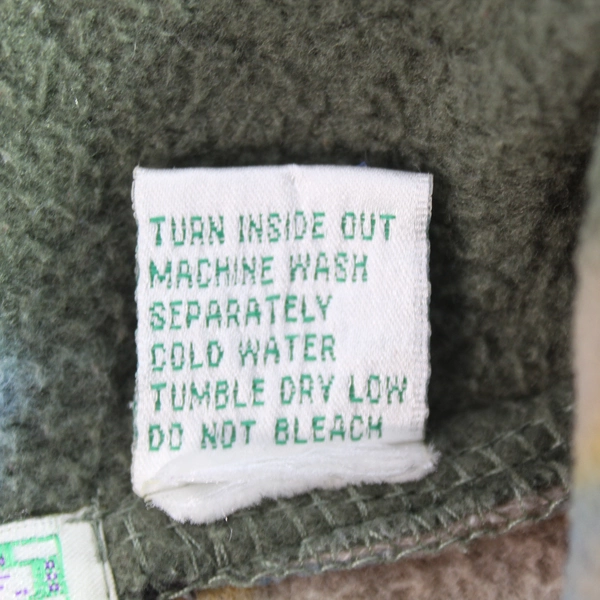 TURN INSIDE OUT
MACHINE WASH
SEPARATELY
COLD WATER
TUMBLE DRY LOW
DO NOT BLEACH